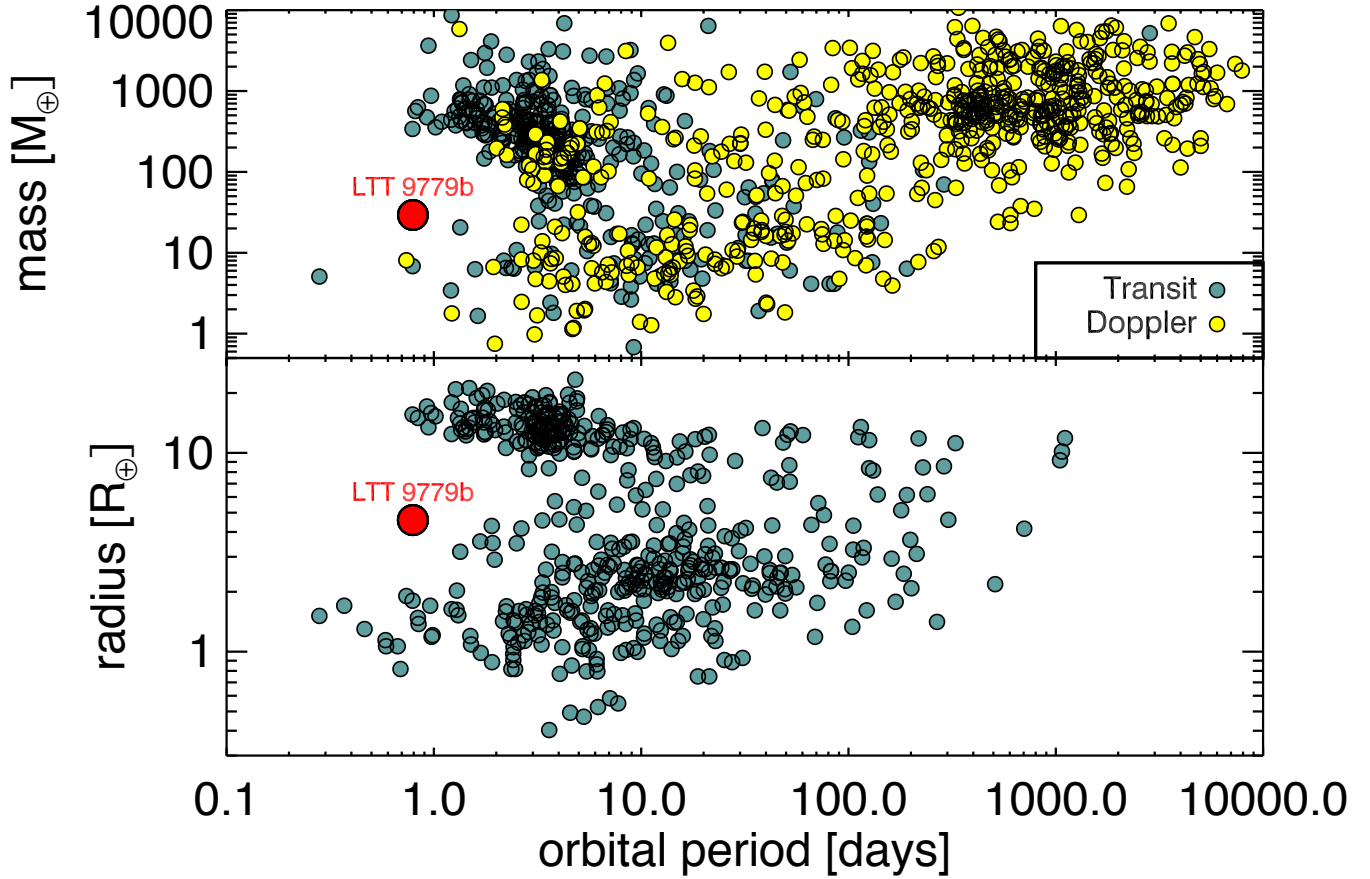 10000
1000
100
10
1
mass [M⊕]
LTT 9779b
Transit
Doppler
10
1
radius [R⊕]
LTT 9779b
0.1 1.0 10.0 100.0 1000.0 10000.0
orbital period [days]